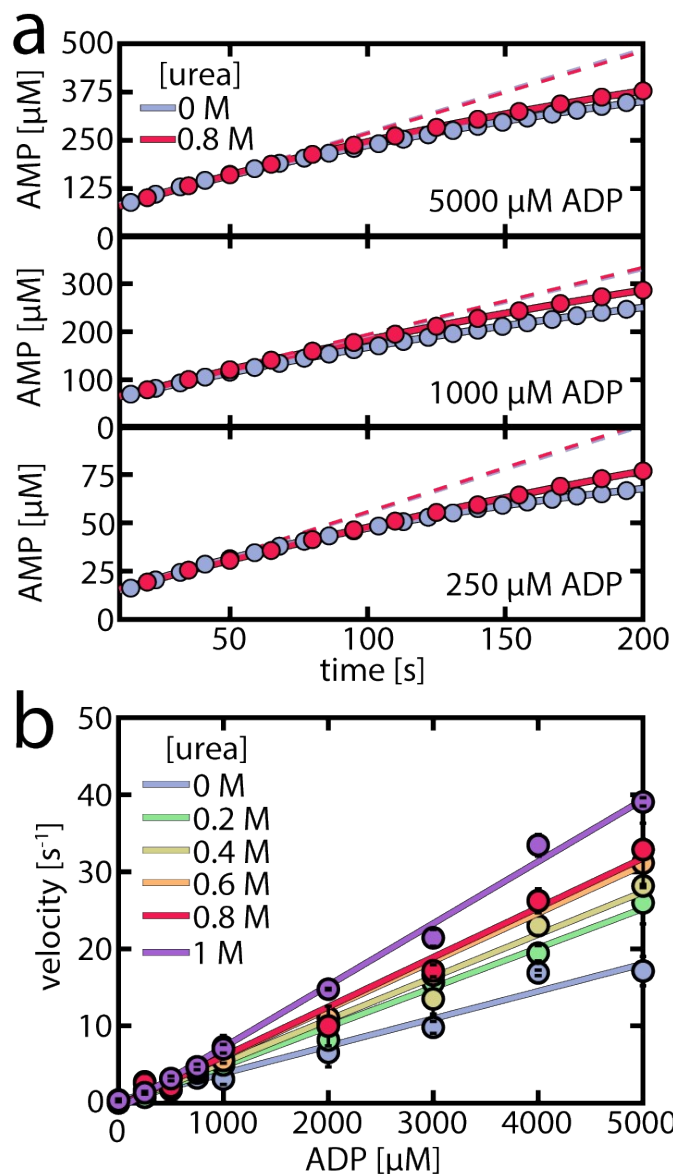 a
500
375
250
125
0
AMP [µM]
[urea]
0 M
0.8 M
5000 µM ADP
300
200
100
0
AMP [µM]
1000 µM ADP
75
50
25
0
AMP [µM]
250 µM ADP
50 100 150 200
time [s]
b
50
40
30
20
10
0
velocity [s⁻¹]
[urea]
0 M
0.2 M
0.4 M
0.6 M
0.8 M
1 M
0 1000 2000 3000 4000 5000
ADP [µM]